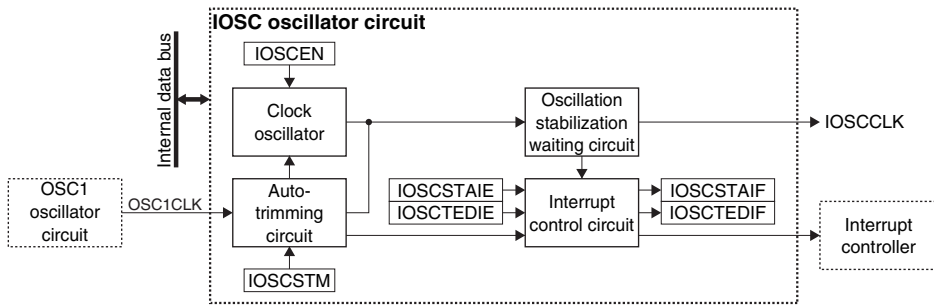 IOSC oscillator circuit
Internal data bus
IOSCEN
Clock
oscillator
Oscillation
stabilization
waiting circuit
IOSCCLK
OSC1
oscillator
circuit
OSC1CLK
Auto-
trimming
circuit
IOSCSTAIE
IOSCTEDIE
Interrupt
control circuit
IOSCSTAIF
IOSCTEDIF
Interrupt
controller
IOSCSTM